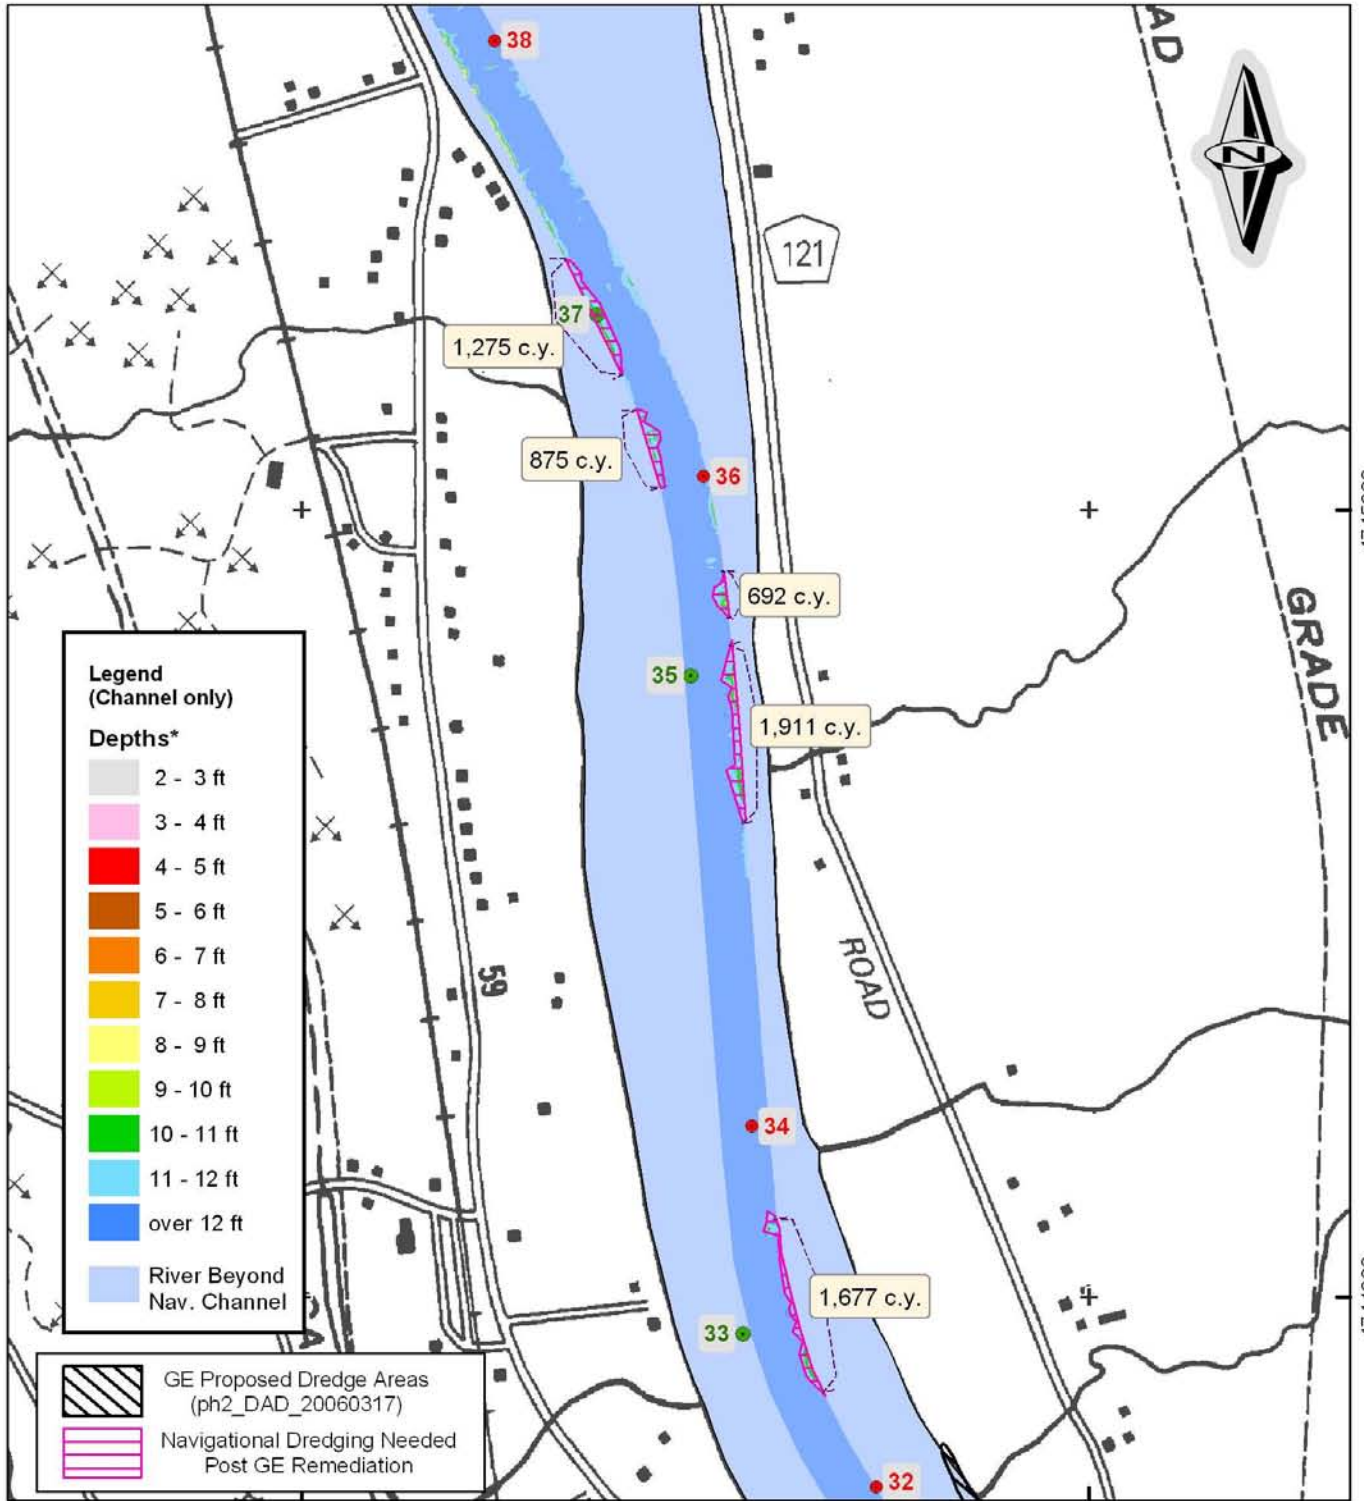 38
AD
N
121
37
1,275 c.y.
875 c.y.
36
692 c.y.
GRADE
35
1,911 c.y.
Legend
(Channel only)
Depths*
2 - 3 ft
3 - 4 ft
4 - 5 ft
5 - 6 ft
6 - 7 ft
7 - 8 ft
8 - 9 ft
9 - 10 ft
10 - 11 ft
11 - 12 ft
over 12 ft
River Beyond
Nav. Channel
59
ROAD
34
1,677 c.y.
33
GE Proposed Dredge Areas
(ph2_DAD_20060317)
Navigational Dredging Needed
Post GE Remediation
32